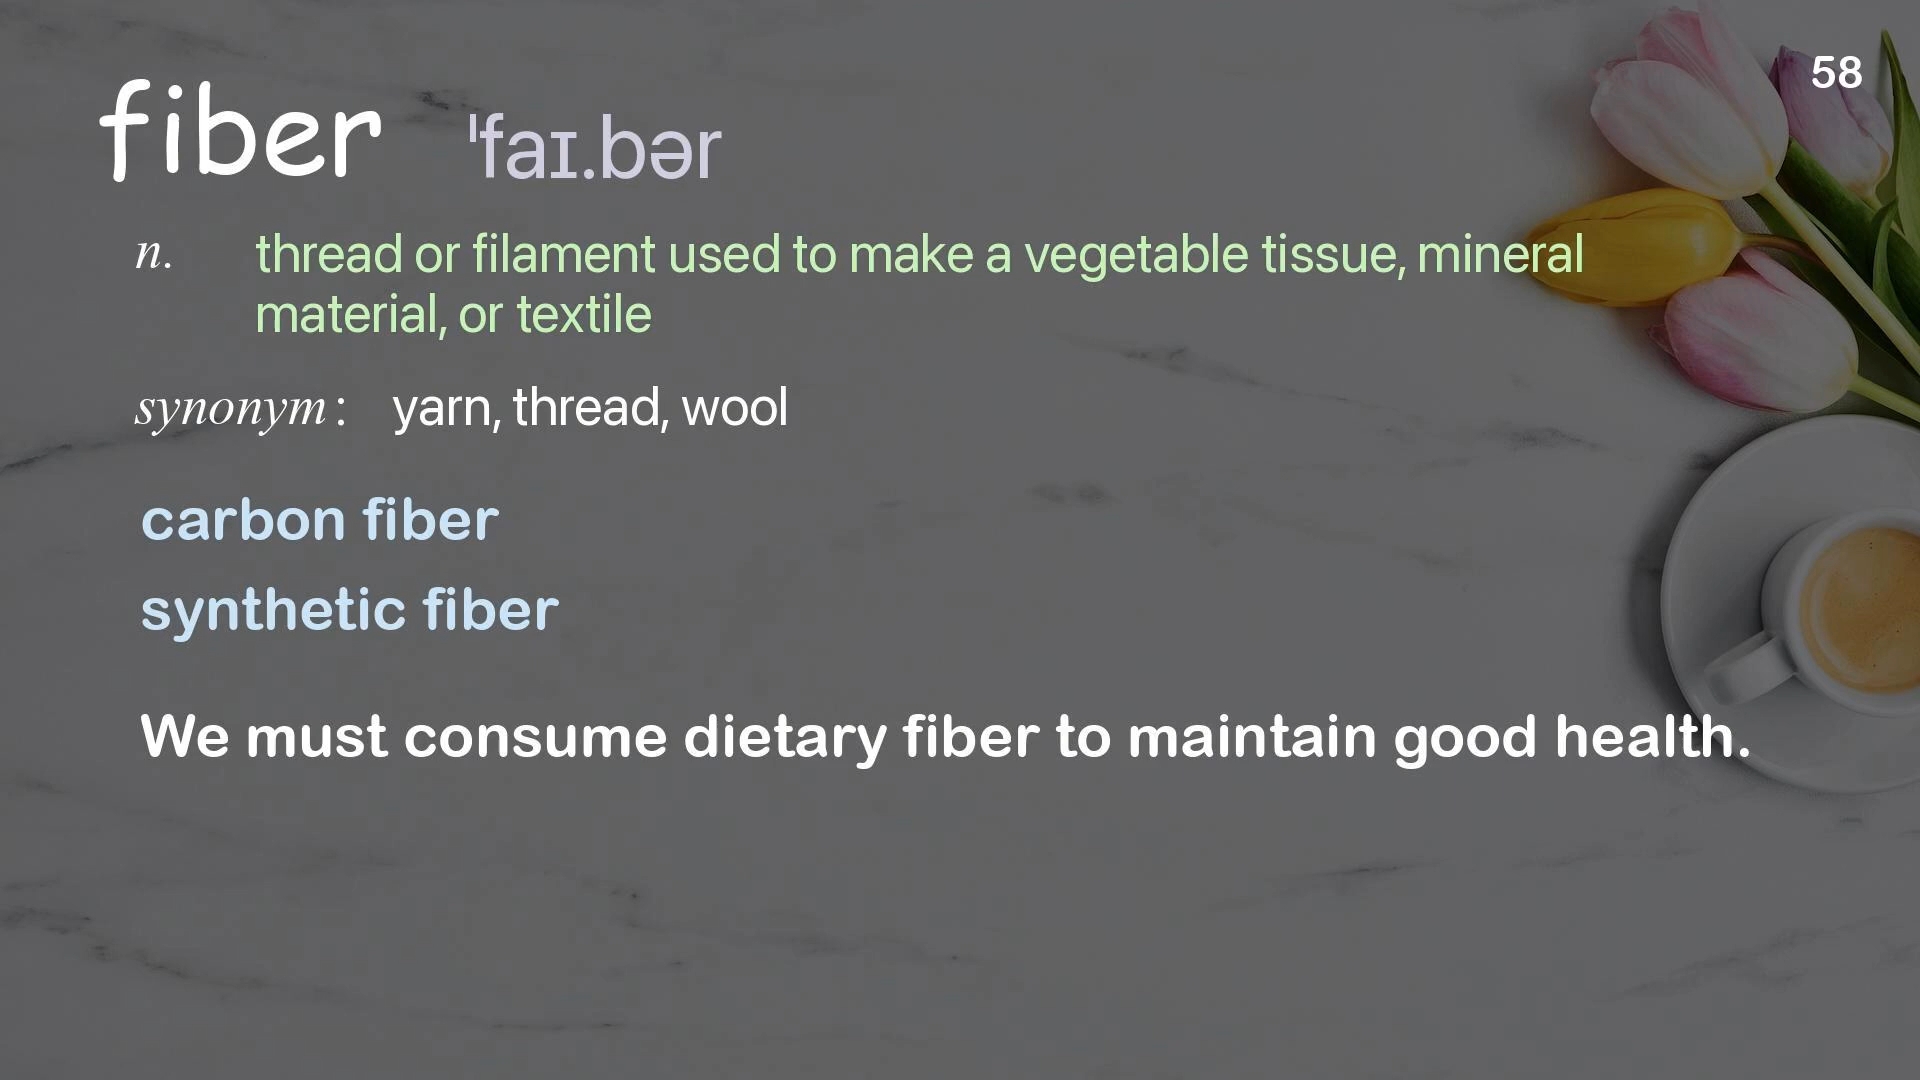 58
fiber ˈfaɪ.bər
n. thread or filament used to make a vegetable tissue, mineral
material, or textile
synonym: yarn, thread, wool
carbon fiber
synthetic fiber
We must consume dietary fiber to maintain good health.